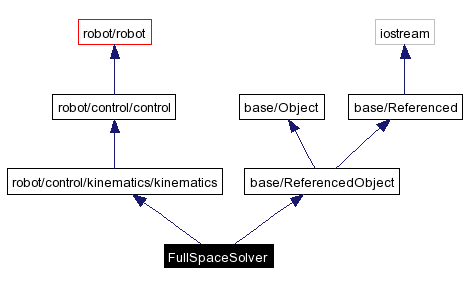 robot/robot
iostream
robot/control/control
base/Object
base/Referenced
robot/control/kinematics/kinematics
base/ReferencedObject
FullSpaceSolver